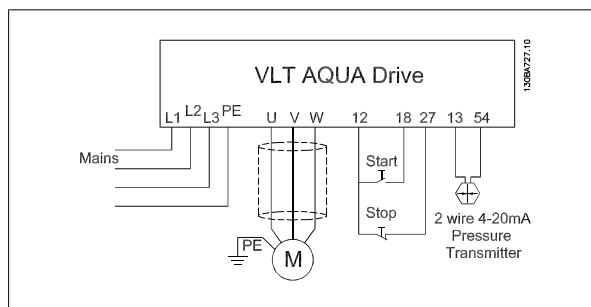 VLT AQUA Drive
130BA727.10
L1 L2 L3 PE U V W 12 18 27 13 54
Mains
Start
Stop
PE
M
2 wire 4-20mA
Pressure
Transmitter